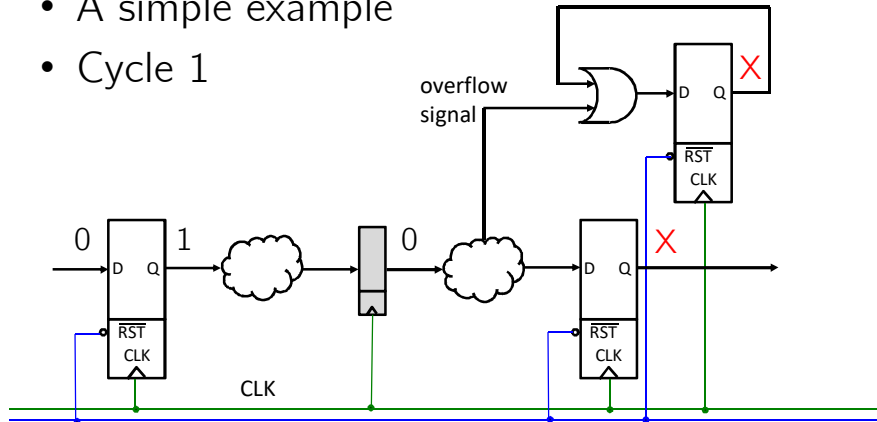 • A simple example
• Cycle 1
overflow
signal
D Q
X
RST
CLK
0
1
D Q
RST
CLK
0
D Q
X
RST
CLK
CLK